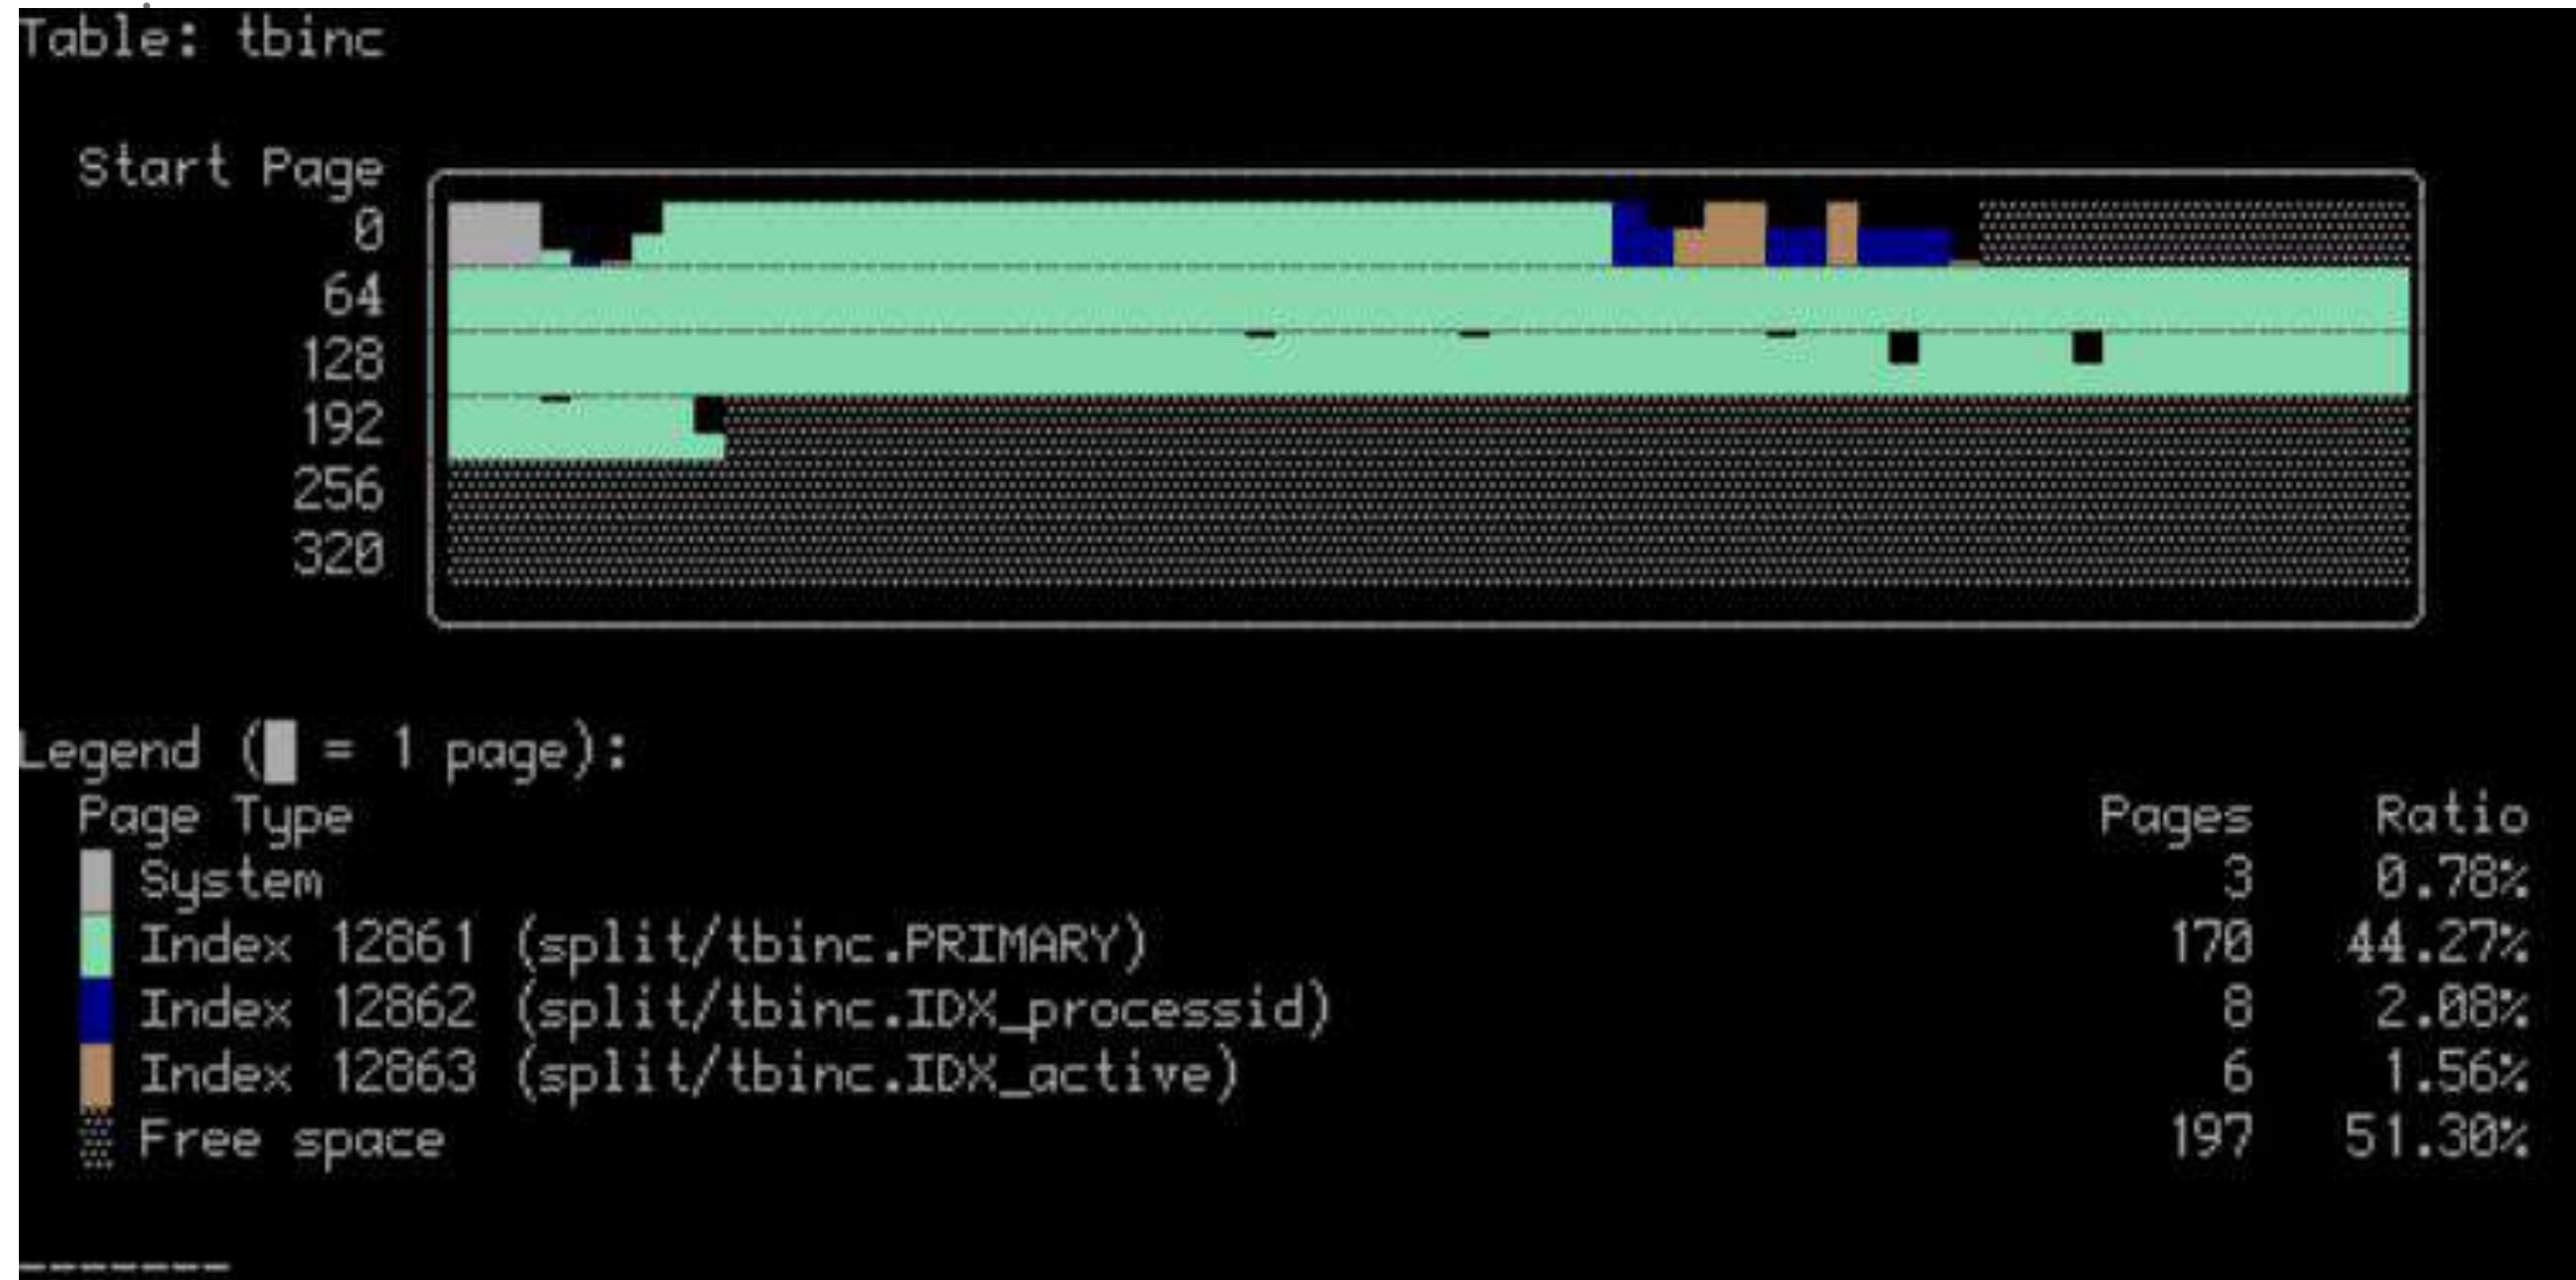 Table: tbinc
Start Page
0
64
128
192
256
320
Legend (█ = 1 page):
Page Type Pages Ratio
System 3 0.78%
Index 12861 (split/tbinc.PRIMARY) 170 44.27%
Index 12862 (split/tbinc.IDX_processid) 8 2.08%
Index 12863 (split/tbinc.IDX_active) 6 1.56%
Free space 197 51.30%
-------